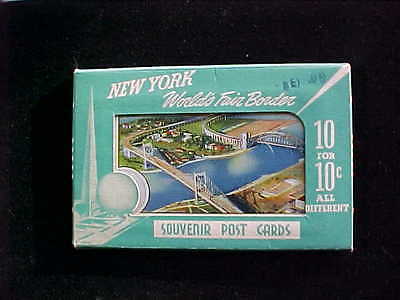 NEW YORK
World's Fair Border
10
FOR
10c
ALL
DIFFERENT
SOUVENIR POST CARDS